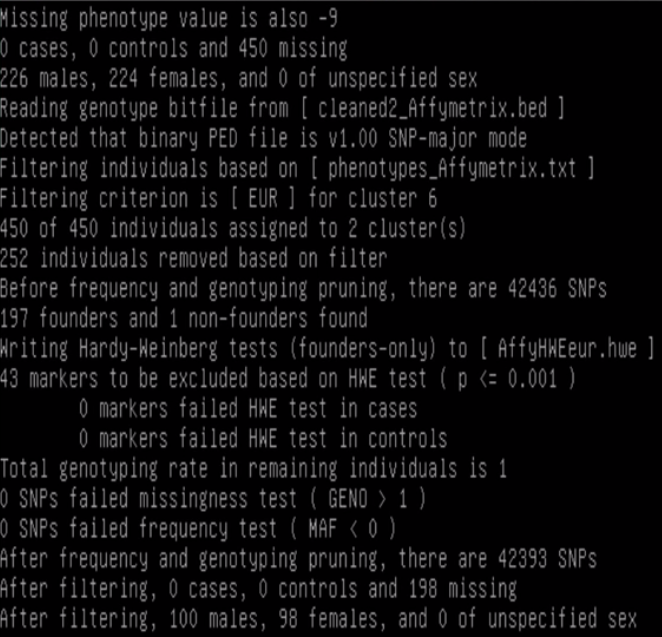 Missing phenotype value is also -9
0 cases, 0 controls and 450 missing
226 males, 224 females, and 0 of unspecified sex
Reading genotype bitfile from [ cleaned2_Affymetrix.bed ]
Detected that binary PED file is v1.00 SNP-major mode
Filtering individuals based on [ phenotypes_Affymetrix.txt ]
Filtering criterion is [ EUR ] for cluster 6
450 of 450 individuals assigned to 2 cluster(s)
252 individuals removed based on filter
Before frequency and genotyping pruning, there are 42436 SNPs
197 founders and 1 non-founders found
Writing Hardy-Weinberg tests (founders-only) to [ AffyHWEeur.hwe ]
43 markers to be excluded based on HWE test ( p <= 0.001 )
0 markers failed HWE test in cases
0 markers failed HWE test in controls
Total genotyping rate in remaining individuals is 1
0 SNPs failed missingness test ( GENO > 1 )
0 SNPs failed frequency test ( MAF < 0 )
After frequency and genotyping pruning, there are 42393 SNPs
After filtering, 0 cases, 0 controls and 198 missing
After filtering, 100 males, 98 females, and 0 of unspecified sex